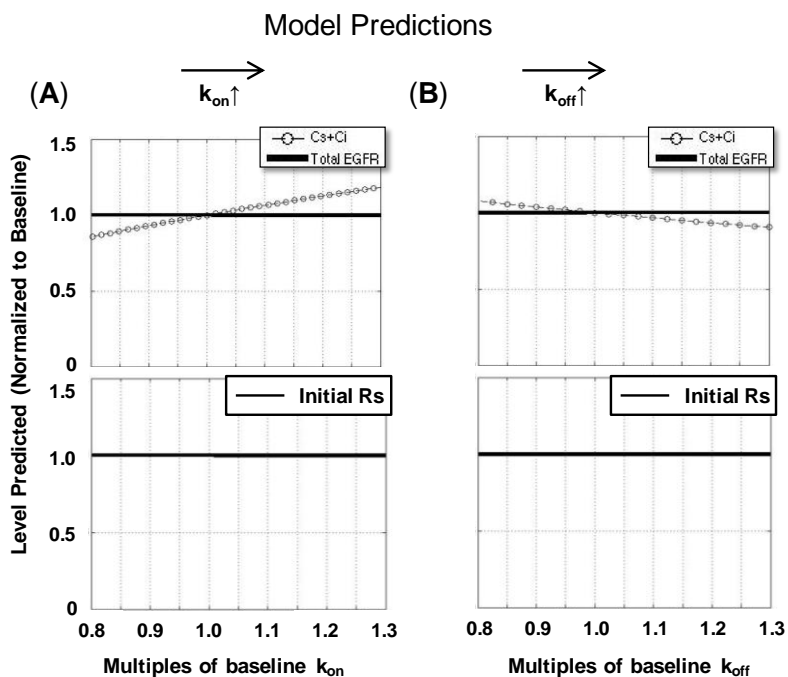 Model Predictions
(A)
kon↑
(B)
koff↑
Level Predicted (Normalized to Baseline)
1.5
1.0
0.5
0
Cs+Ci
Total EGFR
Cs+Ci
Total EGFR
1.5
1.0
0.5
0
Initial Rs
Initial Rs
0.8 0.9 1.0 1.1 1.2 1.3
0.8 0.9 1.0 1.1 1.2 1.3
Multiples of baseline kon
Multiples of baseline koff